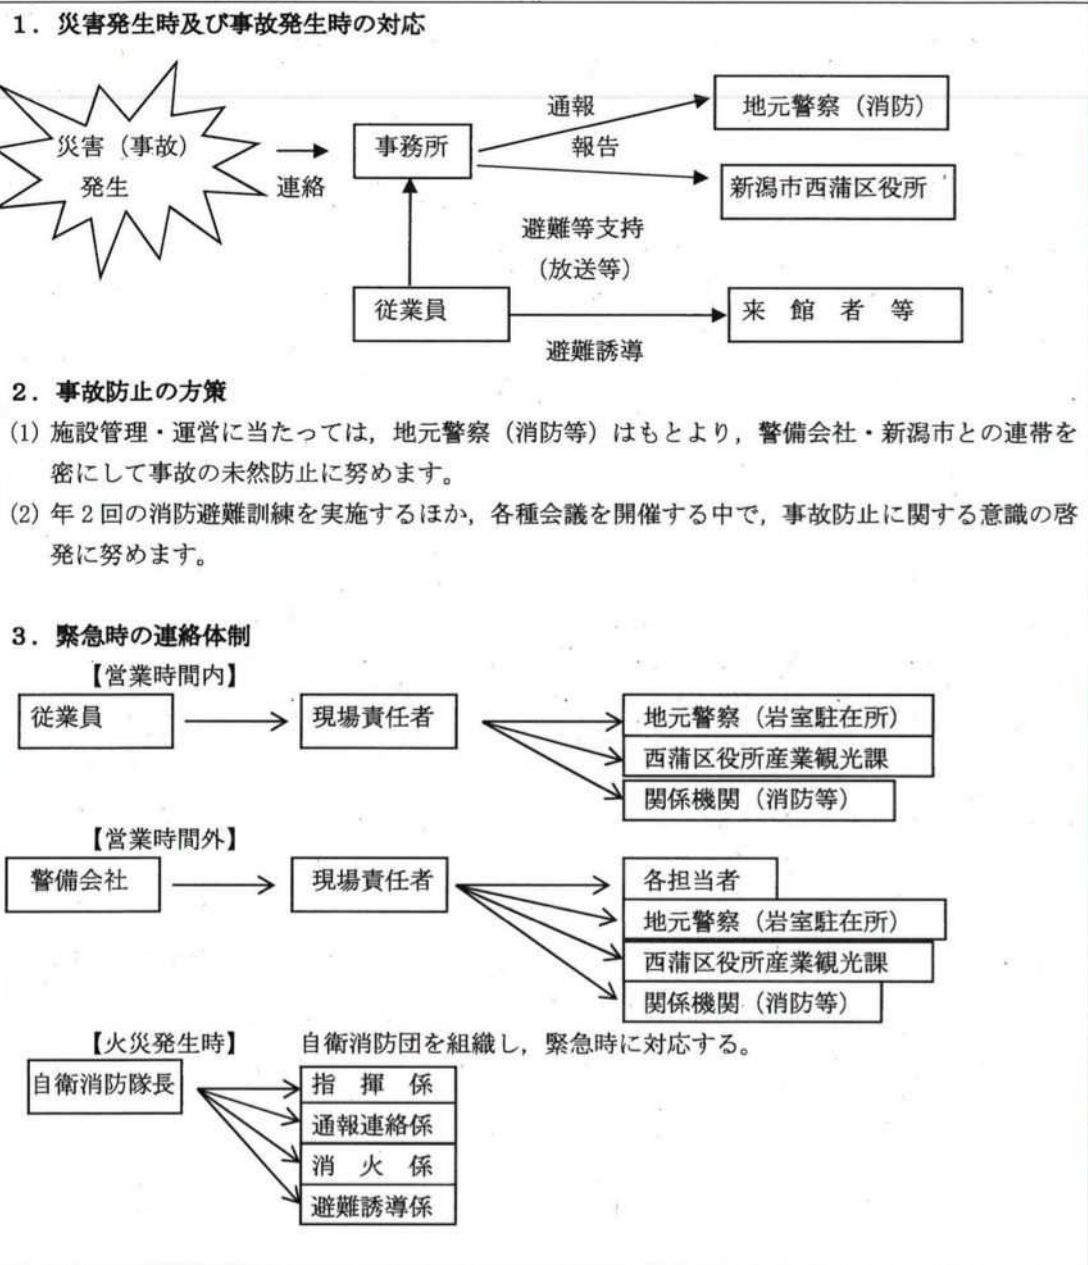 １．災害発生時及び事故発生時の対応
災害（事故）
発生
連絡
事務所
通報
報告
地元警察（消防）
新潟市西蒲区役所
避難等支持
（放送等）
従業員
避難誘導
来 館 者 等
２．事故防止の方策
(1) 施設管理・運営に当たっては，地元警察（消防等）はもとより，警備会社・新潟市との連帯を
密にして事故の未然防止に努めます。
(2) 年２回の消防避難訓練を実施するほか，各種会議を開催する中で，事故防止に関する意識の啓
発に努めます。
３．緊急時の連絡体制
【営業時間内】
従業員
現場責任者
地元警察（岩室駐在所）
西蒲区役所産業観光課
関係機関（消防等）
【営業時間外】
警備会社
現場責任者
各担当者
地元警察（岩室駐在所）
西蒲区役所産業観光課
関係機関（消防等）
【火災発生時】 自衛消防団を組織し，緊急時に対応する。
自衛消防隊長
指 揮 係
通報連絡係
消 火 係
避難誘導係